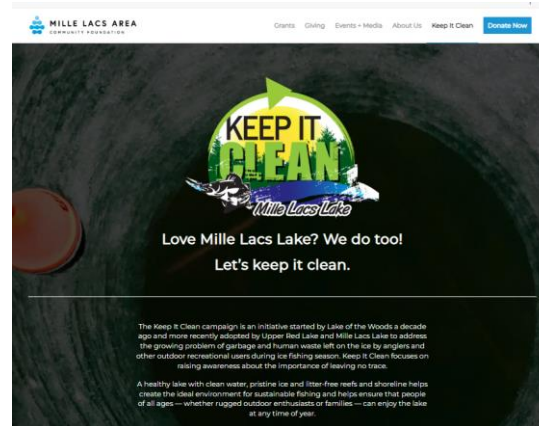 MILLE LACS AREA
COMMUNITY FOUNDATION
Grants Giving Events + Media About Us Keep It Clean Donate Now
KEEP IT
CLEAN
Mille Lacs Lake
Love Mille Lacs Lake? We do too!
Let's keep it clean.
The Keep It Clean campaign is an initiative started by Lake of the Woods a decade
ago and more recently adopted by Upper Red Lake and Mille Lacs Lake to address
the growing problem of garbage and human waste left on the ice by anglers and
other outdoor recreational users during ice fishing season. Keep It Clean focuses on
raising awareness about the importance of leaving no trace.
A healthy lake with clean water, pristine ice and litter-free reefs and shoreline helps
create the ideal environment for sustainable fishing and helps ensure that people
of all ages — whether rugged outdoor enthusiasts or families — can enjoy the lake
at any time of year.